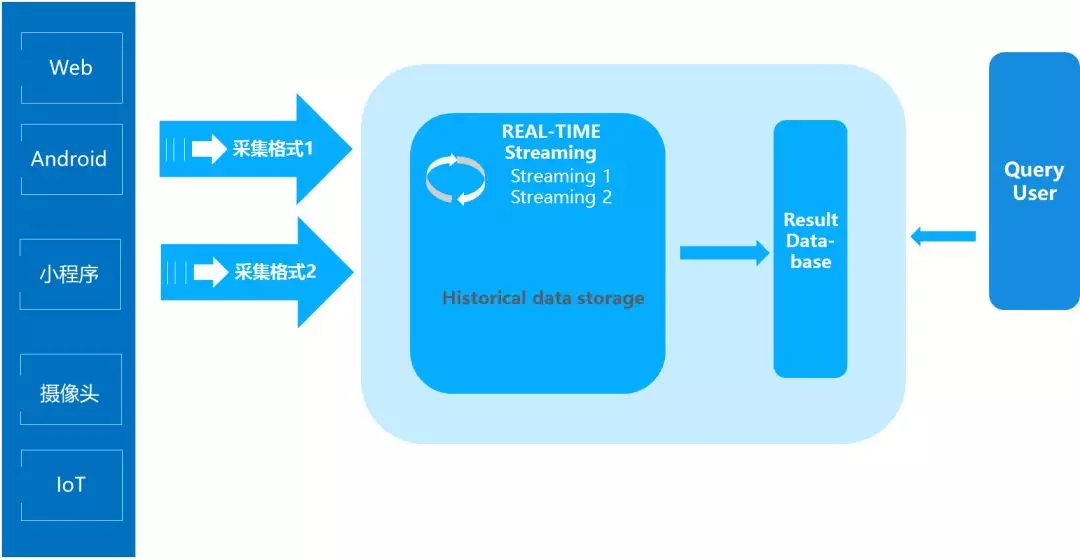 Web
Android
小程序
摄像头
IoT
采集格式1
采集格式2
REAL-TIME
Streaming
Streaming 1
Streaming 2
Historical data storage
Result
Data-
base
Query
User